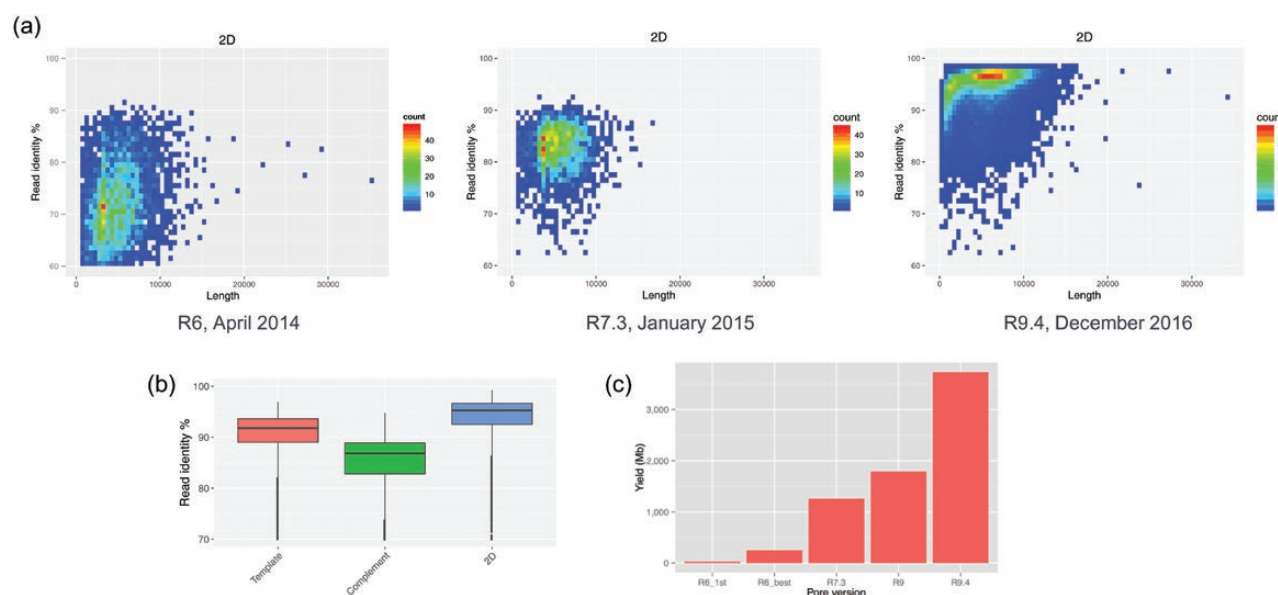 (a)
2D
100
90
80
70
60
Read identity %
0
10000
20000
30000
Length
count
40
30
20
10
R6, April 2014
2D
100
90
80
70
60
Read identity %
0
10000
20000
30000
Length
count
40
30
20
10
R7.3, January 2015
2D
100
90
80
70
60
Read identity %
0
10000
20000
30000
Length
coun
R9.4, December 2016
(b)
100
90
80
70
Read identity %
Template
Complement
2D
(c)
3,000
2,000
1,000
0
Yield (Mb)
R6_1st
R6_best
R7.3
R9
R9.4
Pore version